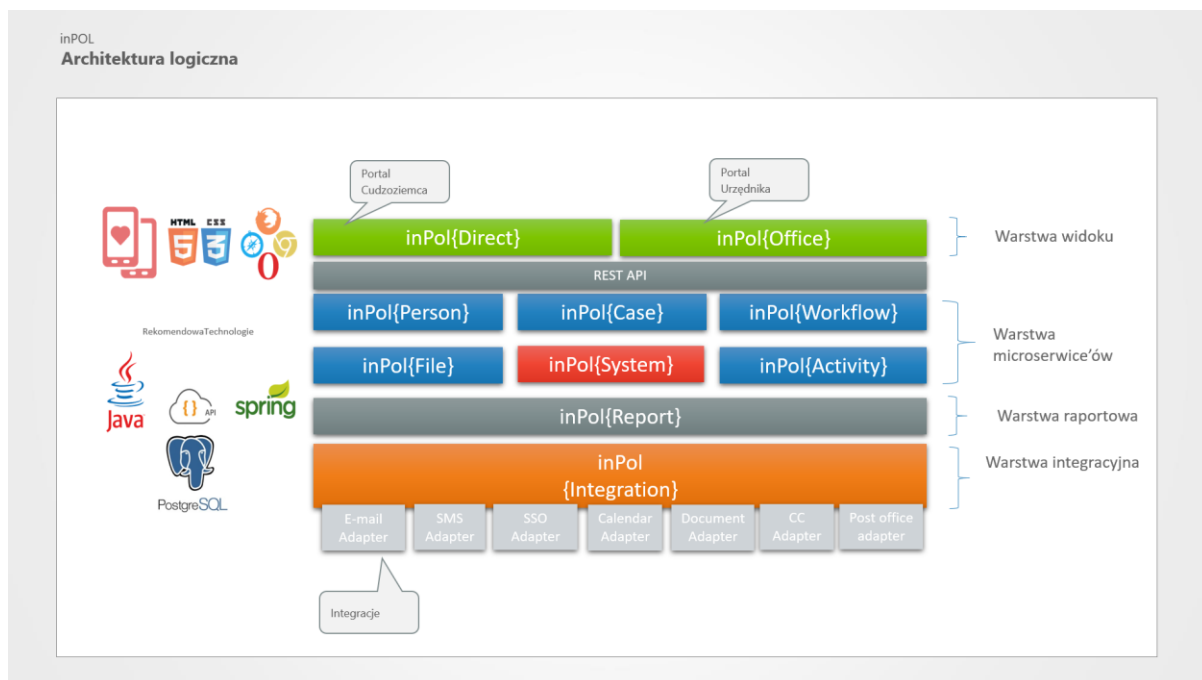 inPOL
Architektura logiczna
Portal
Cudzoziemca
Portal
Urzędnika
HTML
5
CSS
3
inPol{Direct}
inPol{Office}
Warstwa widoku
REST API
inPol{Person}
inPol{Case}
inPol{Workflow}
RekomendowaTechnologie
Warstwa
microserwice'ów
inPol{File}
inPol{System}
inPol{Activity}
Java
{ } API
spring
inPol{Report}
Warstwa raportowa
inPol
{Integration}
Warstwa integracyjna
PostgreSQL
E-mail
Adapter
SMS
Adapter
SSO
Adapter
Calendar
Adapter
Document
Adapter
CC
Adapter
Post office
adapter
Integracje